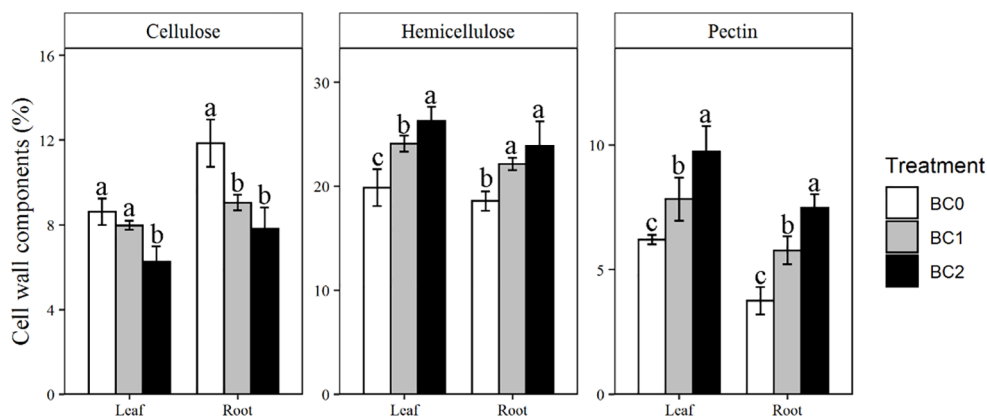 Cellulose
Hemicellulose
Pectin
Cell wall components (%)
16
12
8
4
0
a
a
b
a
b
b
Leaf
Root
30
20
10
0
c
b
a
b
a
a
Leaf
Root
10
5
0
c
b
a
c
b
a
Leaf
Root
Treatment
BC0
BC1
BC2